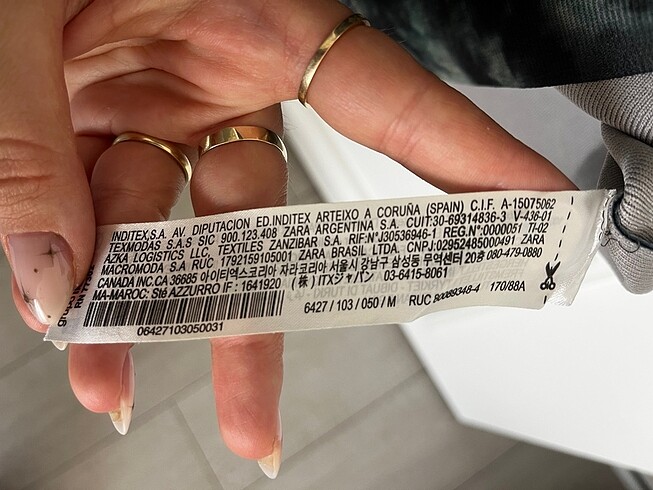 INDITEX,S.A. AV. DIPUTACION ED.INDITEX ARTEIXO A CORUÑA (SPAIN) C.I.F. A-15075062
TEXMODAS S.A.S SIC 900.123.408 ZARA ARGENTINA S.A. CUIT:30-69314836-3 V-436-01
AZKA LOGISTICS LLC, TEXTILES ZANZIBAR S.A. RIF:NºJ30536946-1 REG.Nº0000051 TI-02
MACROMODA S.A. RUC: 1792159105001 ZARA BRASIL LTDA. CNPJ:02952485000491 ZARA
CANADA INC.CA 36685 아이티엑스코리아 자라코리아 서울시 강남구 삼성동 무역센터 20층 080-479-0880
MA-MAROC: Sté AZZURRO IF : 1641920 (株) ITXジャパン 03-6415-8061
6427 / 103 / 050 / M RUC 90089348-4 170/88A
06427103050031